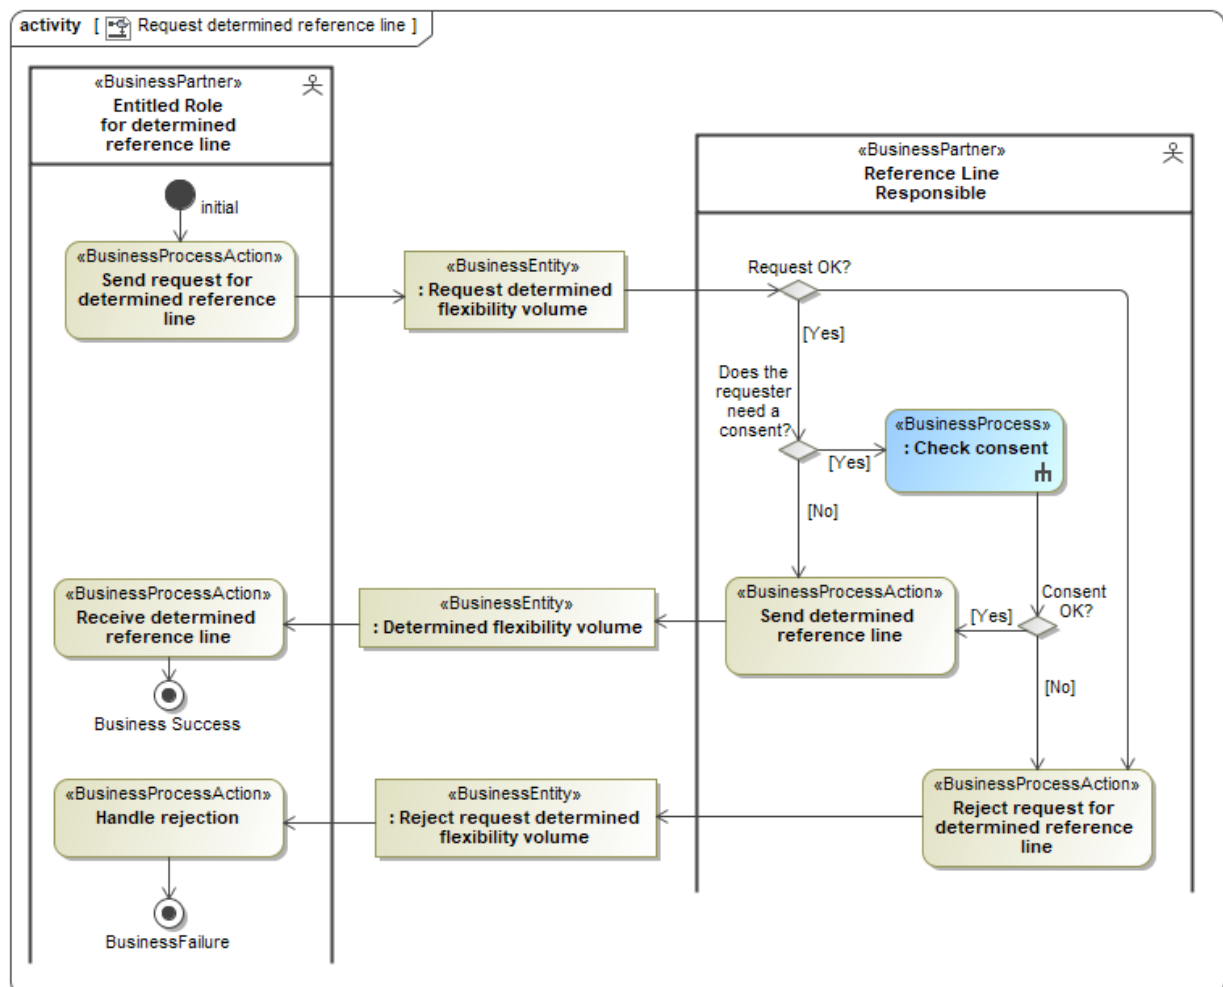 activity [ Request determined reference line ]
«BusinessPartner»
Entitled Role
for determined
reference line
initial
«BusinessProcessAction»
Send request for
determined reference
line
«BusinessEntity»
: Request determined
flexibility volume
«BusinessPartner»
Reference Line
Responsible
Request OK?
[Yes]
Does the
requester
need a
consent?
[Yes]
«BusinessProcess»
: Check consent
[No]
Consent
OK?
[Yes]
[No]
«BusinessProcessAction»
Send determined
reference line
«BusinessEntity»
: Determined flexibility volume
«BusinessProcessAction»
Receive determined
reference line
Business Success
«BusinessProcessAction»
Reject request for
determined reference
line
«BusinessEntity»
: Reject request determined
flexibility volume
«BusinessProcessAction»
Handle rejection
BusinessFailure